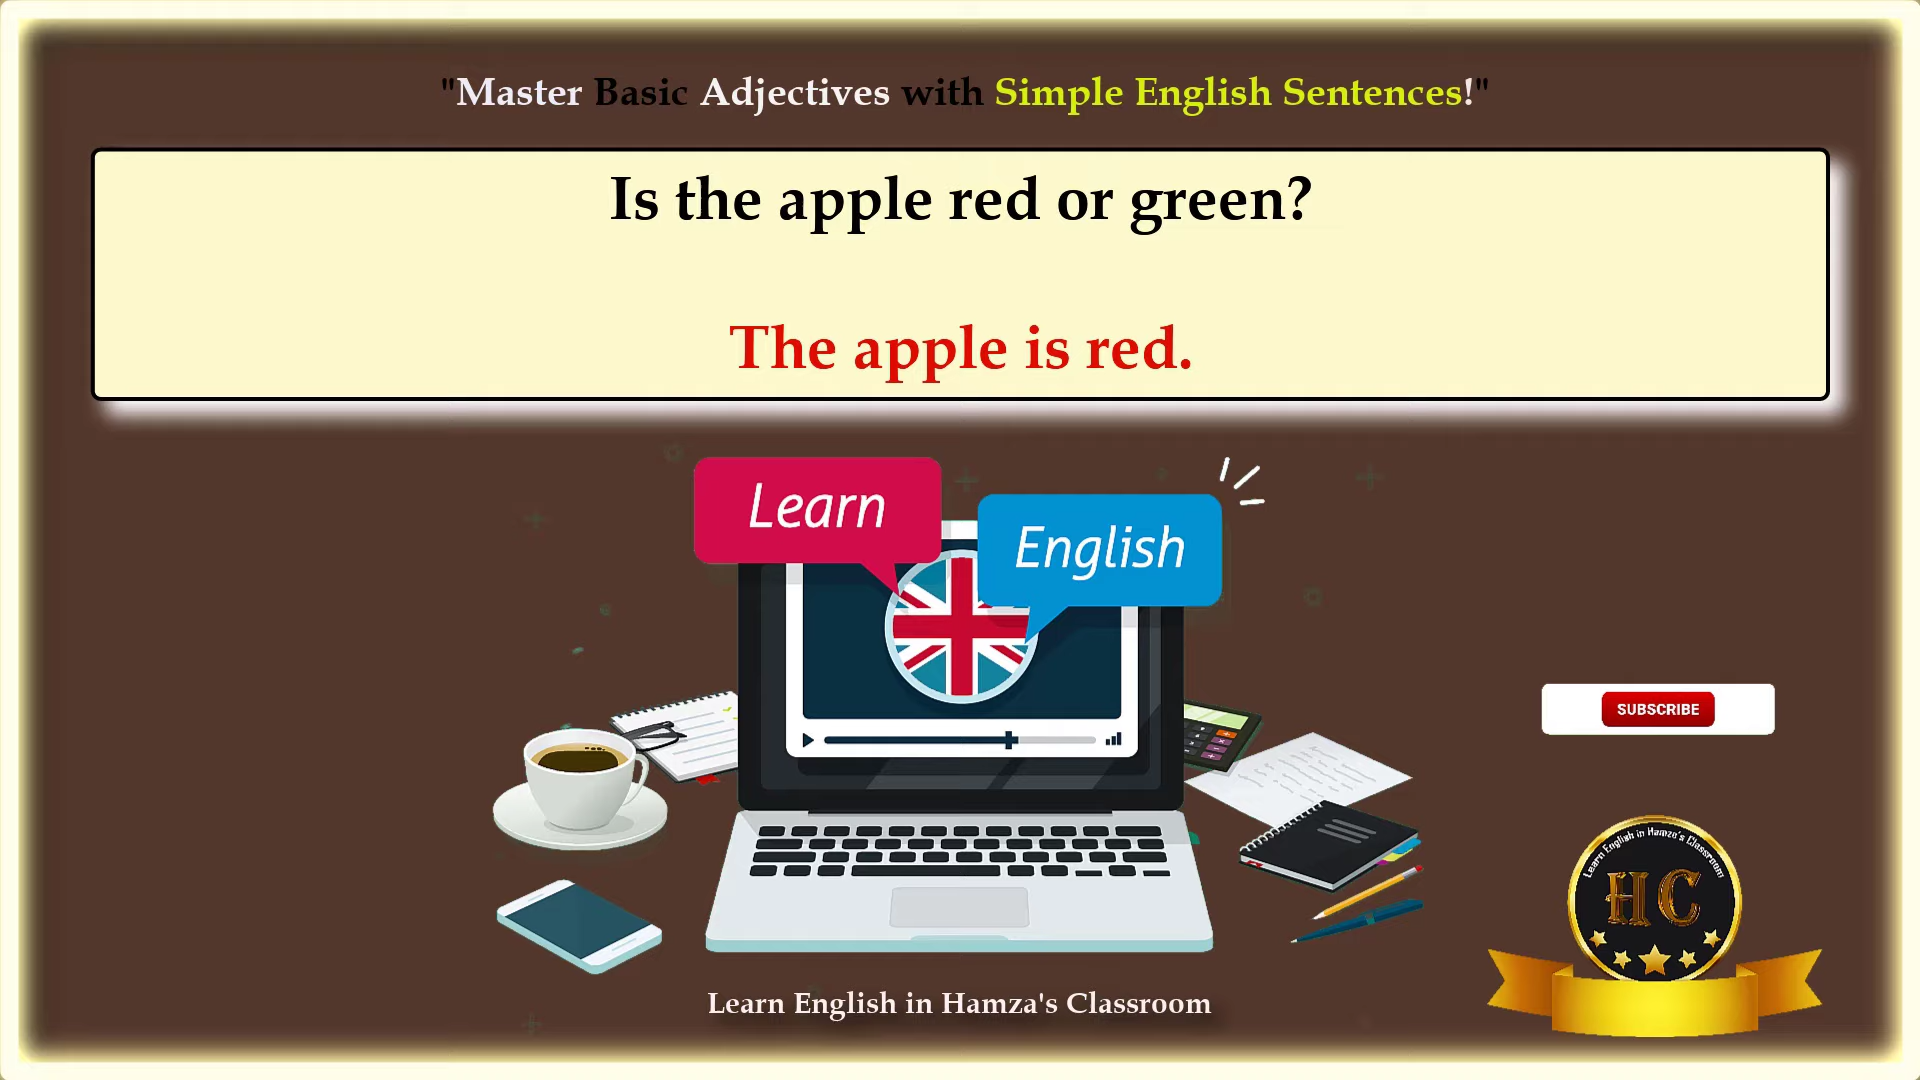 "Master Basic Adjectives with Simple English Sentences!"
Is the apple red or green?
The apple is red.
Learn
English
SUBSCRIBE
Learn English in Hamza's Classroom
HC
Learn English in Hamza's Classroom